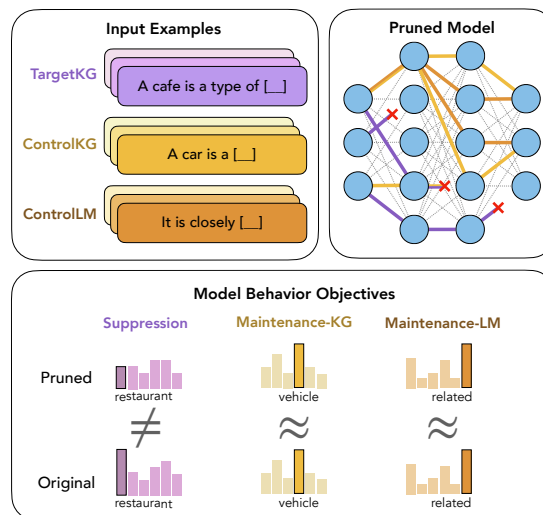 Input Examples
TargetKG
A cafe is a type of [__]
ControlKG
A car is a [__]
ControlLM
It is closely [__]
Pruned Model
Model Behavior Objectives
Suppression
Maintenance-KG
Maintenance-LM
Pruned
restaurant
vehicle
related
≠
≈
≈
Original
restaurant
vehicle
related